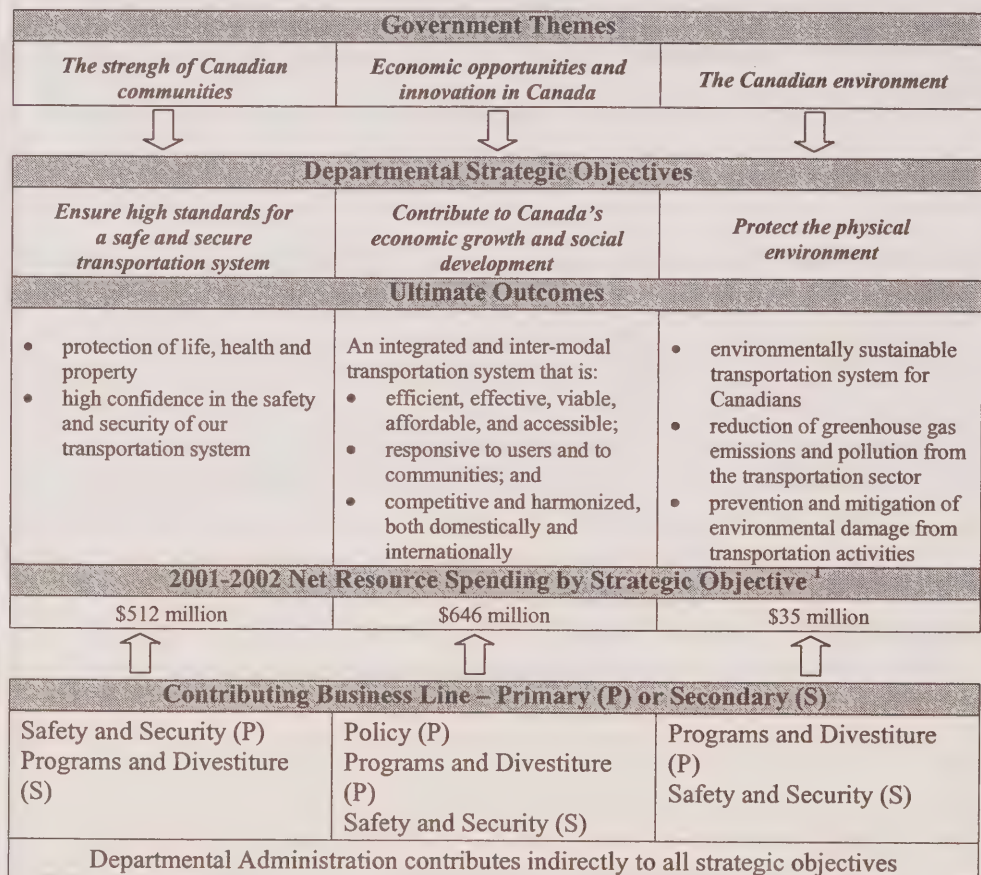 Government Themes
The strengh of Canadian
communities
Economic opportunities and
innovation in Canada
The Canadian environment
Departmental Strategic Objectives
Ensure high standards for
a safe and secure
transportation system
Contribute to Canada's
economic growth and social
development
Protect the physical
environment
Ultimate Outcomes
• protection of life, health and
property
• high confidence in the safety
and security of our
transportation system
An integrated and inter-modal
transportation system that is:
• efficient, effective, viable,
affordable, and accessible;
• responsive to users and to
communities; and
• competitive and harmonized,
both domestically and
internationally
• environmentally sustainable
transportation system for
Canadians
• reduction of greenhouse gas
emissions and pollution from
the transportation sector
• prevention and mitigation of
environmental damage from
transportation activities
2001-2002 Net Resource Spending by Strategic Objective 1
$512 million
$646 million
$35 million
Contributing Business Line – Primary (P) or Secondary (S)
Safety and Security (P)
Programs and Divestiture
(S)
Policy (P)
Programs and Divestiture
(P)
Safety and Security (S)
Programs and Divestiture
(P)
Safety and Security (S)
Departmental Administration contributes indirectly to all strategic objectives